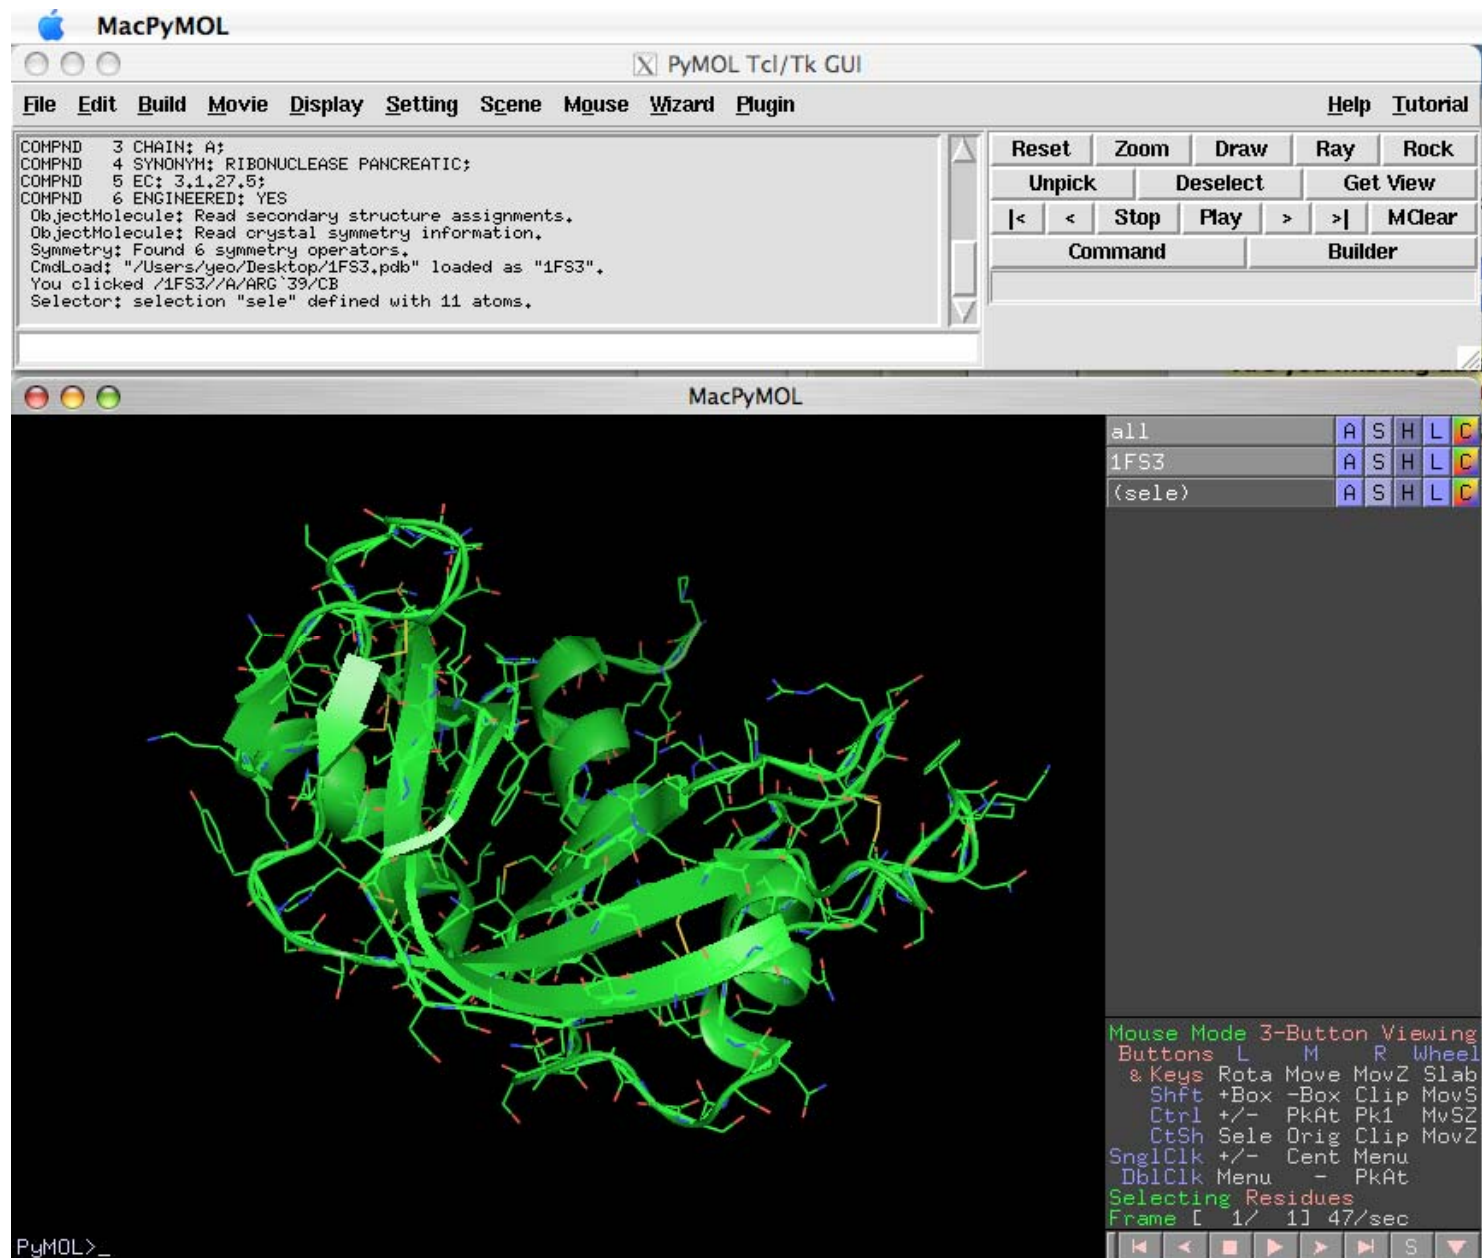 MacPyMOL
X PyMOL Tcl/Tk GUI
File Edit Build Movie Display Setting Scene Mouse Wizard Plugin Help Tutorial
COMPND   3 CHAIN: A;
COMPND   4 SYNONYM: RIBONUCLEASE PANCREATIC;
COMPND   5 EC: 3.1.27.5;
COMPND   6 ENGINEERED: YES
ObjectMolecule: Read secondary structure assignments.
ObjectMolecule: Read crystal symmetry information.
Symmetry: Found 6 symmetry operators.
CmdLoad: "/Users/yeo/Desktop/1FS3.pdb" loaded as "1FS3".
You clicked /1FS3//A/ARG`39/CB
Selector: selection "sele" defined with 11 atoms.
Reset Zoom Draw Ray Rock
Unpick Deselect Get View
|< < Stop Play > >| MClear
Command Builder
MacPyMOL
all A S H L C
1FS3 A S H L C
(sele) A S H L C
Mouse Mode 3-Button Viewing
Buttons L M R Wheel
& Keys Rota Move MovZ Slab
Shft +Box -Box Clip MovS
Ctrl +/- PkAt Pk1 MvSZ
CtSh Sele Orig Clip MovZ
SnglClk +/- Cent Menu
DblClk Menu - PkAt
Selecting Residues
Frame [ 1/ 1] 47/sec
S
PyMOL>_